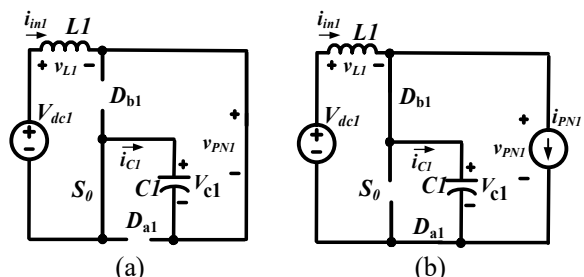 i_in1 L1
+ v_L1 −
V_dc1
+
−
D_b1
i_C1
+
S_0 C1 V_c1
−
D_a1
+
v_PN1
−
(a)
i_in1 L1
+ v_L1 −
V_dc1
+
−
D_b1
i_C1
+
S_0 C1 V_c1
−
D_a1
i_PN1
+
v_PN1
−
(b)